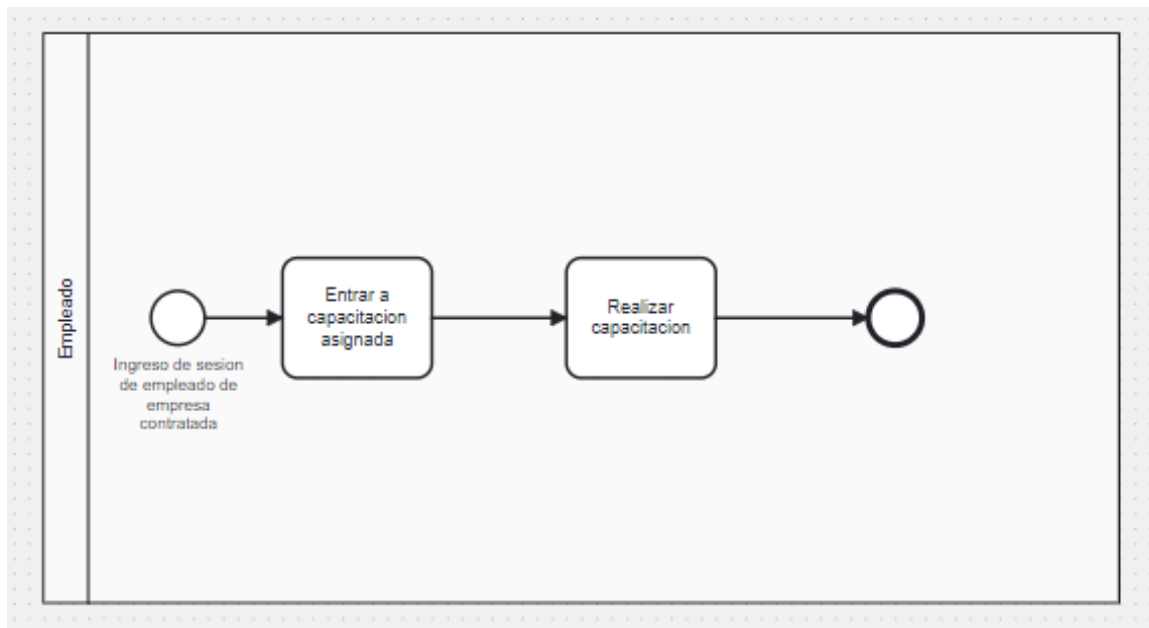 Empleado
Ingreso de sesion
de empleado de
empresa
contratada
Entrar a
capacitacion
asignada
Realizar
capacitacion